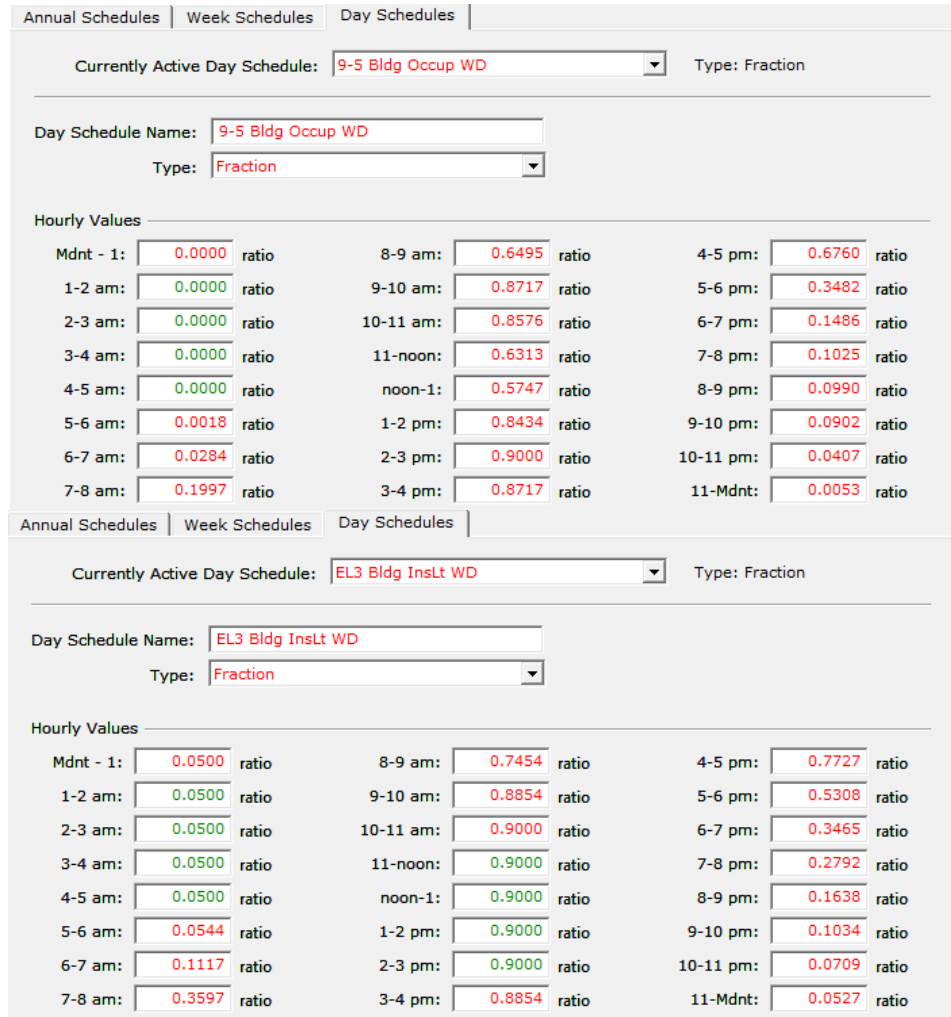 Annual Schedules | Week Schedules | Day Schedules
Currently Active Day Schedule: 9-5 Bldg Occup WD Type: Fraction
Day Schedule Name: 9-5 Bldg Occup WD
Type: Fraction
Hourly Values
Mdnt - 1: 0.0000 ratio 8-9 am: 0.6495 ratio 4-5 pm: 0.6760 ratio
1-2 am: 0.0000 ratio 9-10 am: 0.8717 ratio 5-6 pm: 0.3482 ratio
2-3 am: 0.0000 ratio 10-11 am: 0.8576 ratio 6-7 pm: 0.1486 ratio
3-4 am: 0.0000 ratio 11-noon: 0.6313 ratio 7-8 pm: 0.1025 ratio
4-5 am: 0.0000 ratio noon-1: 0.5747 ratio 8-9 pm: 0.0990 ratio
5-6 am: 0.0018 ratio 1-2 pm: 0.8434 ratio 9-10 pm: 0.0902 ratio
6-7 am: 0.0284 ratio 2-3 pm: 0.9000 ratio 10-11 pm: 0.0407 ratio
7-8 am: 0.1997 ratio 3-4 pm: 0.8717 ratio 11-Mdnt: 0.0053 ratio
Annual Schedules | Week Schedules | Day Schedules
Currently Active Day Schedule: EL3 Bldg InsLt WD Type: Fraction
Day Schedule Name: EL3 Bldg InsLt WD
Type: Fraction
Hourly Values
Mdnt - 1: 0.0500 ratio 8-9 am: 0.7454 ratio 4-5 pm: 0.7727 ratio
1-2 am: 0.0500 ratio 9-10 am: 0.8854 ratio 5-6 pm: 0.5308 ratio
2-3 am: 0.0500 ratio 10-11 am: 0.9000 ratio 6-7 pm: 0.3465 ratio
3-4 am: 0.0500 ratio 11-noon: 0.9000 ratio 7-8 pm: 0.2792 ratio
4-5 am: 0.0500 ratio noon-1: 0.9000 ratio 8-9 pm: 0.1638 ratio
5-6 am: 0.0544 ratio 1-2 pm: 0.9000 ratio 9-10 pm: 0.1034 ratio
6-7 am: 0.1117 ratio 2-3 pm: 0.9000 ratio 10-11 pm: 0.0709 ratio
7-8 am: 0.3597 ratio 3-4 pm: 0.8854 ratio 11-Mdnt: 0.0527 ratio